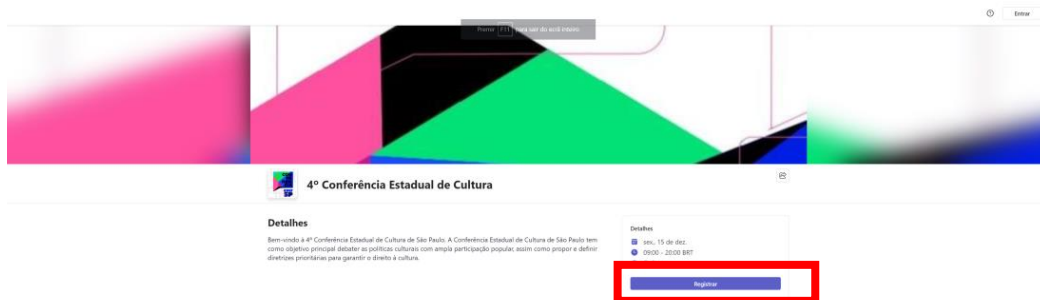 Entrar
Premir F11 para sair do ecrã inteiro
4º Conferência Estadual de Cultura
Detalhes
Bem-vindo à 4ª Conferência Estadual de Cultura de São Paulo. A Conferência Estadual de Cultura de São Paulo tem
como objetivo principal debater as políticas culturais com ampla participação popular, assim como propor e definir
diretrizes prioritárias para garantir o direito à cultura.
Detalhes
sex., 15 de dez.
09:00 - 20:00 BRT
Registrar